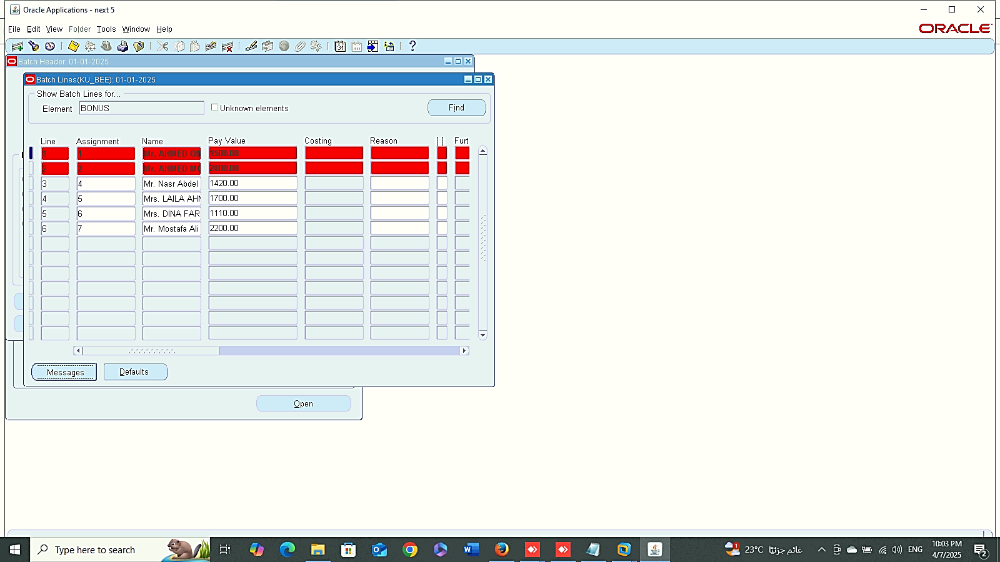 Oracle Applications - next 5
File Edit View Folder Tools Window Help
ORACLE
Batch Header: 01-01-2025
Batch Lines(KU_BEE): 01-01-2025
Show Batch Lines for...
Element BONUS Unknown elements Find
Line Assignment Name Pay Value Costing Reason [ ] Furt
1 1 Mr. AHMED 1500.00
2 2 Mr. AHMED 2000.00
3 4 Mr. Nasr Abdel 1420.00
4 5 Mrs. LAILA AHN 1700.00
5 6 Mrs. DINA FAR 1110.00
6 7 Mr. Mostafa Ali 2200.00
Messages Defaults
Open
Type here to search
1 23°C غائم جزئيًا ENG 10:03 PM
4/7/2025 2